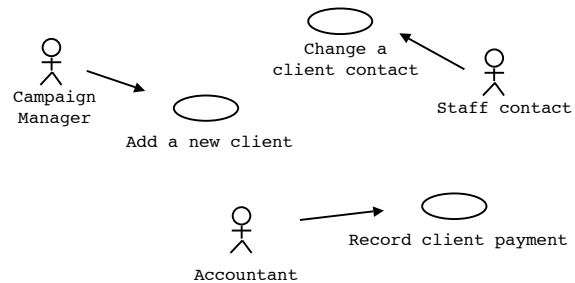 Change a
client contact
Campaign
Manager
Staff contact
Add a new client
Record client payment
Accountant